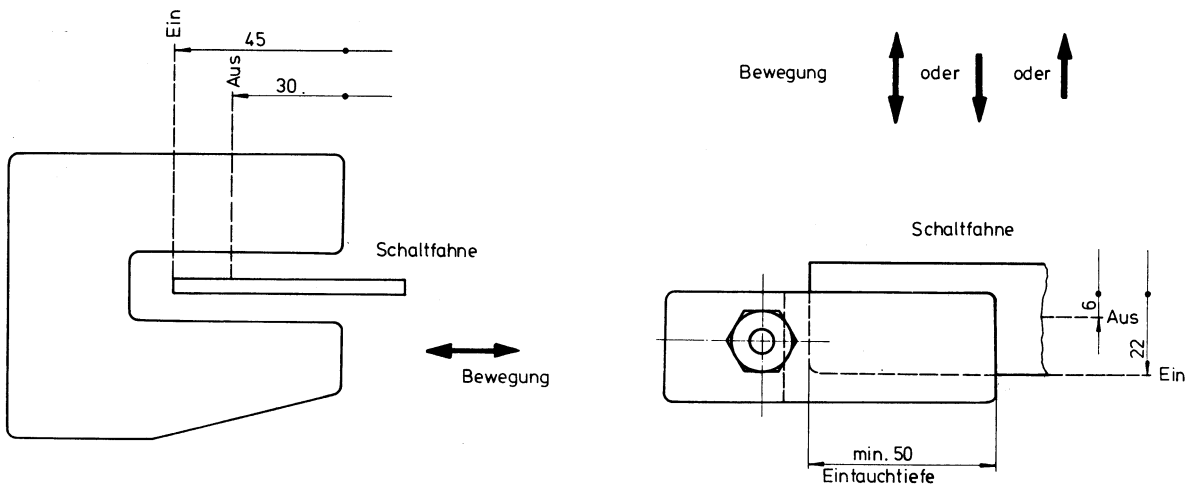 Ein
45
Aus
30
Schaltfahne
Bewegung
Bewegung oder oder
Schaltfahne
6
Aus
22
Ein
min. 50
Eintauchtiefe